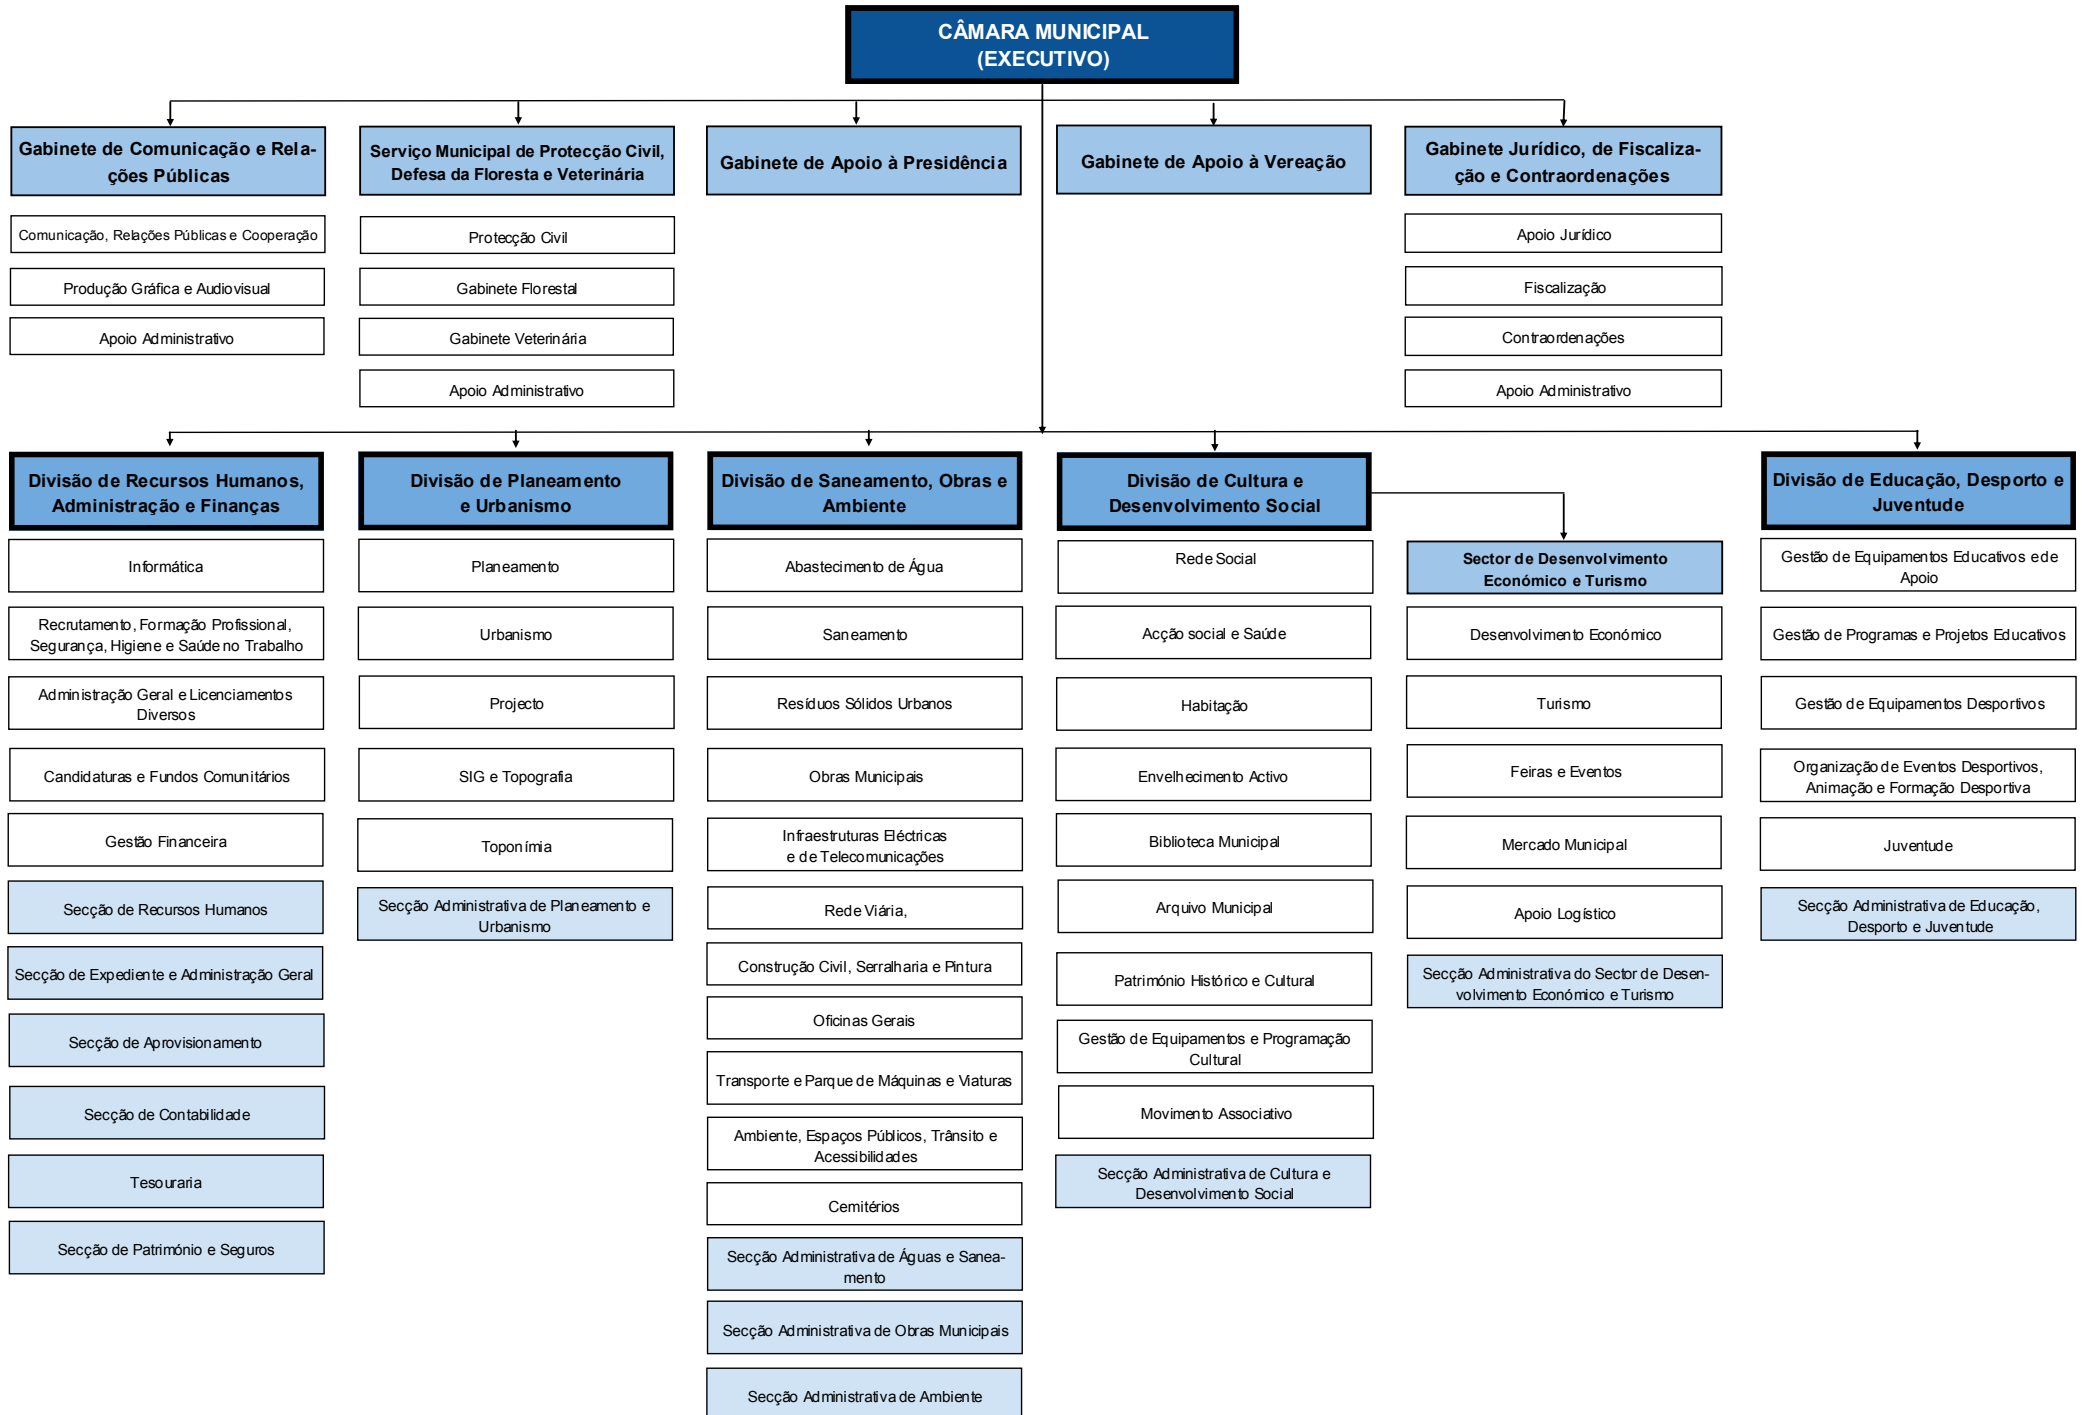 CÂMARA MUNICIPAL
(EXECUTIVO)
Gabinete de Comunicação e Rela-
ções Públicas
Comunicação, Relações Públicas e Cooperação
Produção Gráfica e Audiovisual
Apoio Administrativo
Serviço Municipal de Protecção Civil,
Defesa da Floresta e Veterinária
Protecção Civil
Gabinete Florestal
Gabinete Veterinária
Apoio Administrativo
Gabinete de Apoio à Presidência
Gabinete de Apoio à Vereação
Gabinete Jurídico, de Fiscaliza-
ção e Contraordenações
Apoio Jurídico
Fiscalização
Contraordenações
Apoio Administrativo
Divisão de Recursos Humanos,
Administração e Finanças
Informática
Recrutamento, Formação Profissional,
Segurança, Higiene e Saúde no Trabalho
Administração Geral e Licenciamentos
Diversos
Candidaturas e Fundos Comunitários
Gestão Financeira
Secção de Recursos Humanos
Secção de Expediente e Administração Geral
Secção de Aprovisionamento
Secção de Contabilidade
Tesouraria
Secção de Património e Seguros
Divisão de Planeamento
e Urbanismo
Planeamento
Urbanismo
Projecto
SIG e Topografia
Toponímia
Secção Administrativa de Planeamento e
Urbanismo
Divisão de Saneamento, Obras e
Ambiente
Abastecimento de Água
Saneamento
Resíduos Sólidos Urbanos
Obras Municipais
Infraestruturas Eléctricas
e de Telecomunicações
Rede Viária,
Construção Civil, Serralharia e Pintura
Oficinas Gerais
Transporte e Parque de Máquinas e Viaturas
Ambiente, Espaços Públicos, Trânsito e
Acessibilidades
Cemitérios
Secção Administrativa de Águas e Sanea-
mento
Secção Administrativa de Obras Municipais
Secção Administrativa de Ambiente
Divisão de Cultura e
Desenvolvimento Social
Rede Social
Acção social e Saúde
Habitação
Envelhecimento Activo
Biblioteca Municipal
Arquivo Municipal
Património Histórico e Cultural
Gestão de Equipamentos e Programação
Cultural
Movimento Associativo
Secção Administrativa de Cultura e
Desenvolvimento Social
Sector de Desenvolvimento
Económico e Turismo
Desenvolvimento Económico
Turismo
Feiras e Eventos
Mercado Municipal
Apoio Logístico
Secção Administrativa do Sector de Desen-
volvimento Económico e Turismo
Divisão de Educação, Desporto e
Juventude
Gestão de Equipamentos Educativos e de
Apoio
Gestão de Programas e Projetos Educativos
Gestão de Equipamentos Desportivos
Organização de Eventos Desportivos,
Animação e Formação Desportiva
Juventude
Secção Administrativa de Educação,
Desporto e Juventude